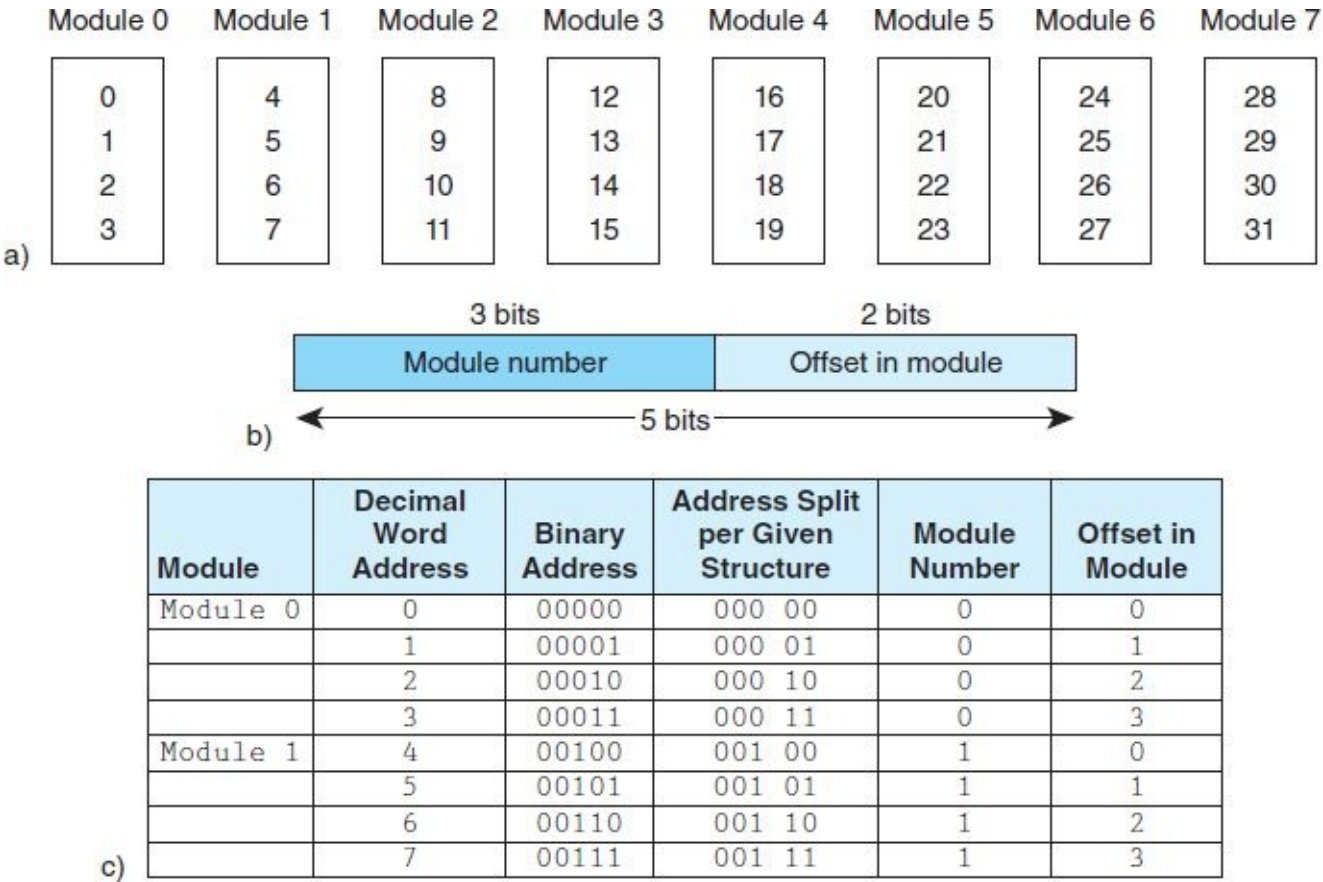 Module 0 Module 1 Module 2 Module 3 Module 4 Module 5 Module 6 Module 7
0 4 8 12 16 20 24 28
1 5 9 13 17 21 25 29
2 6 10 14 18 22 26 30
3 7 11 15 19 23 27 31
a)
3 bits 2 bits
Module number Offset in module
5 bits
b)
Module Decimal Word Address Binary Address Address Split per Given Structure Module Number Offset in Module
Module 0 0 00000 000 00 0 0
1 00001 000 01 0 1
2 00010 000 10 0 2
3 00011 000 11 0 3
Module 1 4 00100 001 00 1 0
5 00101 001 01 1 1
6 00110 001 10 1 2
7 00111 001 11 1 3
c)